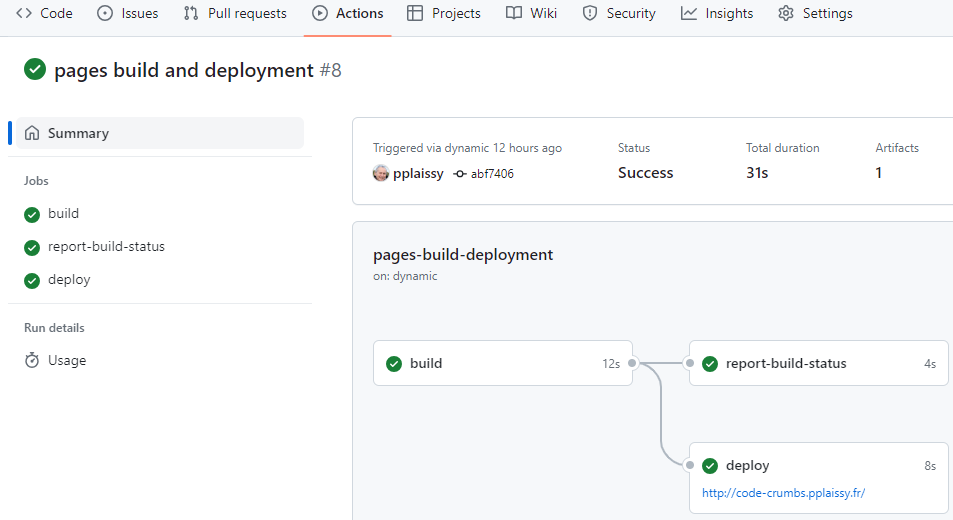 Code Issues Pull requests Actions Projects Wiki Security Insights Settings
pages build and deployment #8
Summary
Jobs
build
report-build-status
deploy
Run details
Usage
Triggered via dynamic 12 hours ago
pplaissy abf7406
Status
Success
Total duration
31s
Artifacts
1
pages-build-deployment
on: dynamic
build 12s
report-build-status 4s
deploy 8s
http://code-crumbs.pplaissy.fr/